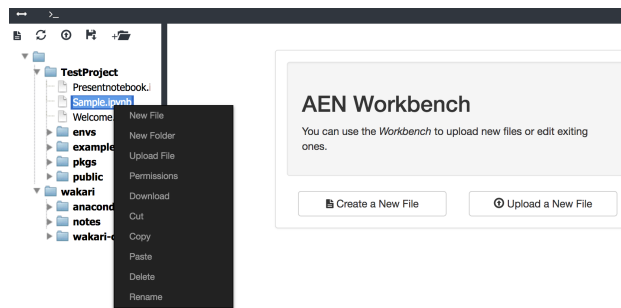 >_
TestProject
Presentnotebook.i
Sample.ipynb
Welcome.
envs
example
pkgs
public
wakari
anacond
notes
wakari-c
New File
New Folder
Upload File
Permissions
Download
Cut
Copy
Paste
Delete
Rename
AEN Workbench
You can use the Workbench to upload new files or edit exiting
ones.
Create a New File
Upload a New File